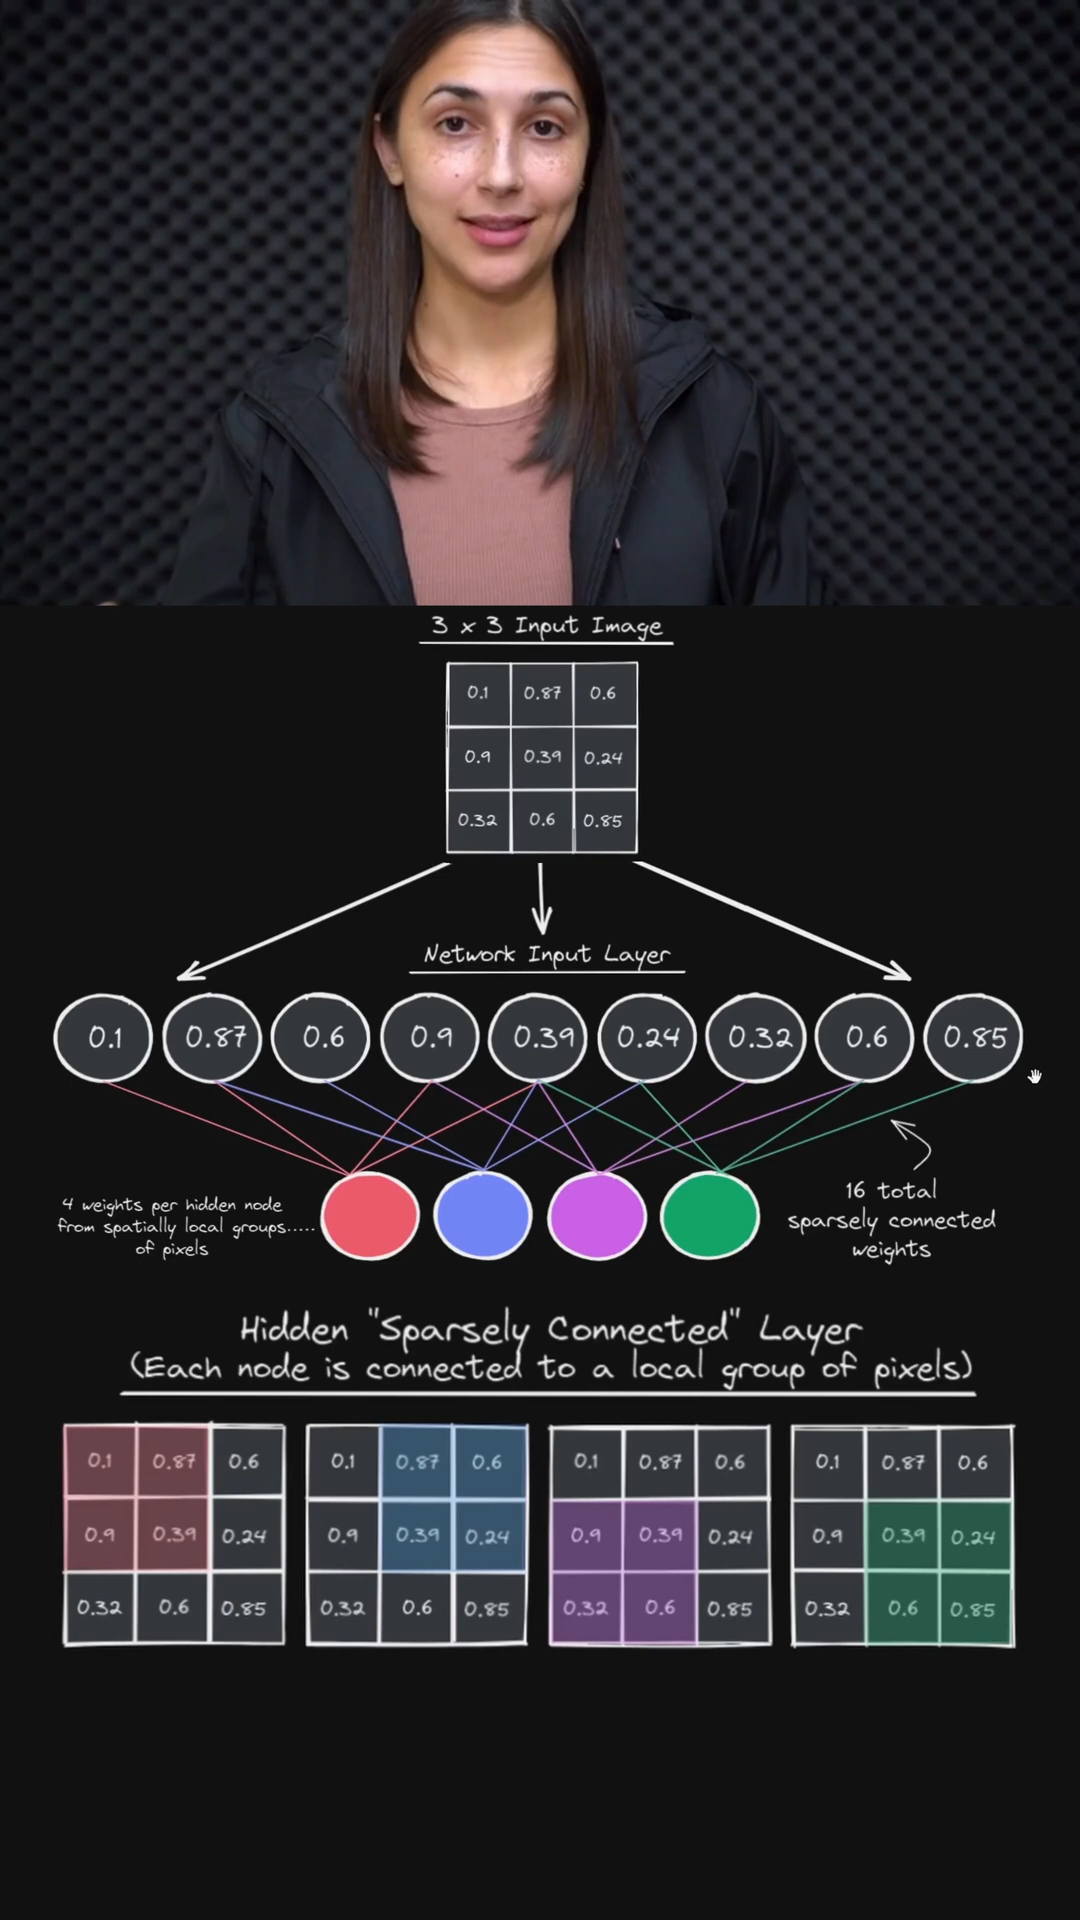 3 x 3 Input Image
0.1 0.87 0.6
0.9 0.39 0.24
0.32 0.6 0.85
Network Input Layer
0.1 0.87 0.6 0.9 0.39 0.24 0.32 0.6 0.85
4 weights per hidden node
from spatially local groups.....
of pixels
16 total
sparsely connected
weights
Hidden "Sparsely Connected" Layer
(Each node is connected to a local group of pixels)
0.1 0.87 0.6
0.9 0.39 0.24
0.32 0.6 0.85
0.1 0.87 0.6
0.9 0.39 0.24
0.32 0.6 0.85
0.1 0.87 0.6
0.9 0.39 0.24
0.32 0.6 0.85
0.1 0.87 0.6
0.9 0.39 0.24
0.32 0.6 0.85